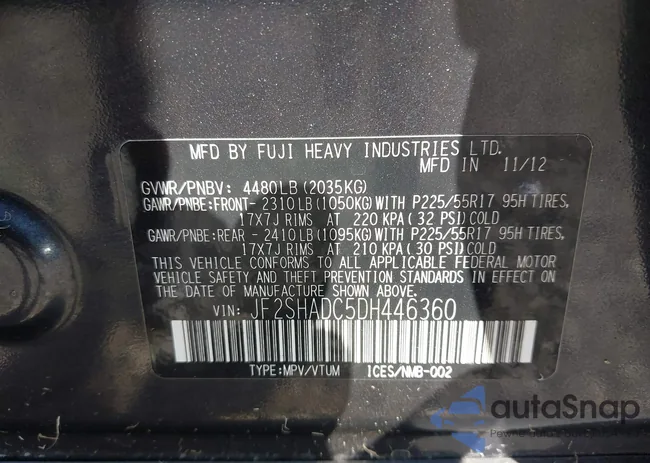 MFD BY FUJI HEAVY INDUSTRIES LTD.
MFD IN 11/12
GVWR/PNBV: 4480LB (2035KG)
GAWR/PNBE:FRONT- 2310LB (1050KG) WITH P225/55R17 95H TIRES,
17X7J RIMS AT 220 KPA ( 32 PSI) COLD
GAWR/PNBE:REAR - 2410LB (1095KG) WITH P225/55R17 95H TIRES,
17X7J RIMS AT 210 KPA ( 30 PSI) COLD
THIS VEHICLE CONFORMS TO ALL APPLICABLE FEDERAL MOTOR
VEHICLE SAFETY AND THEFT PREVENTION STANDARDS IN EFFECT
ON THE DATE OF MANUFACTURE SHOWN ABOVE.
VIN: JF2SHADC5DH446360
TYPE:MPV/VTUM ICES/NMB-002
autoSnap